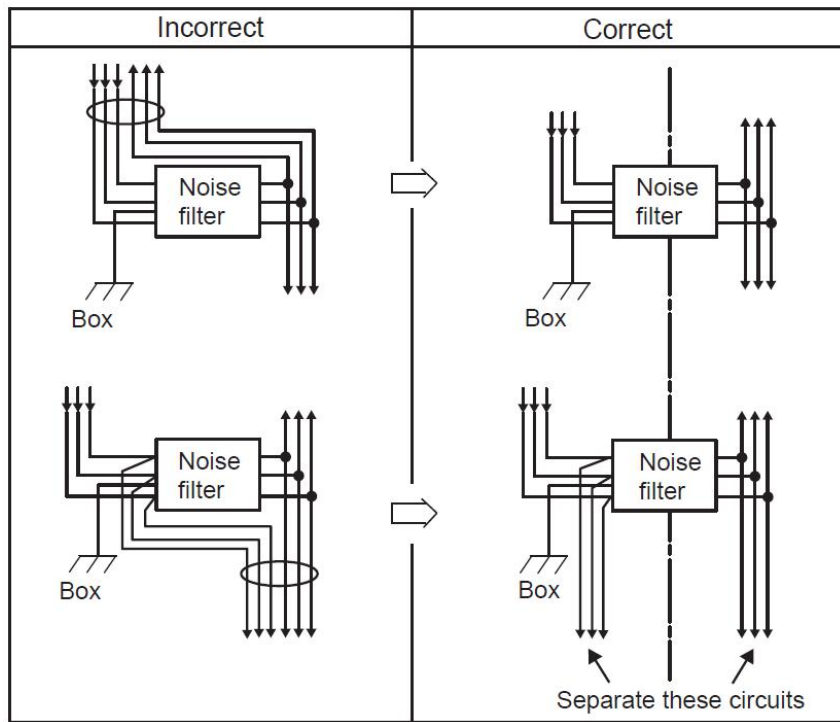 Incorrect
Correct
Noise
filter
Box
Noise
filter
Box
Noise
filter
Box
Noise
filter
Box
Separate these circuits